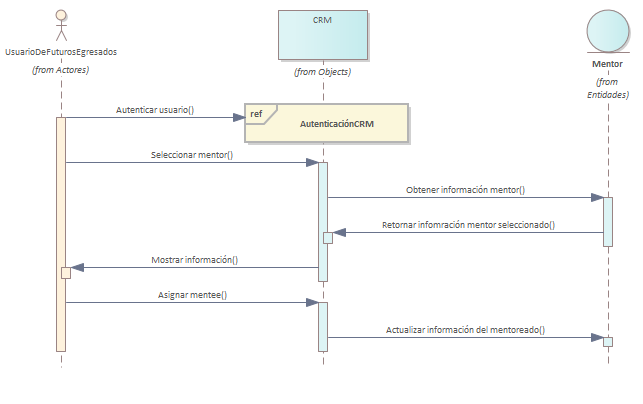 CRM
UsuarioDeFuturosEgresados
(from Actores)
(from Objects)
Mentor
(from
Entidades)
Autenticar usuario()
ref
AutenticaciónCRM
Seleccionar mentor()
Obtener información mentor()
Retornar infomración mentor seleccionado()
Mostrar información()
Asignar mentee()
Actualizar información del mentoreado()